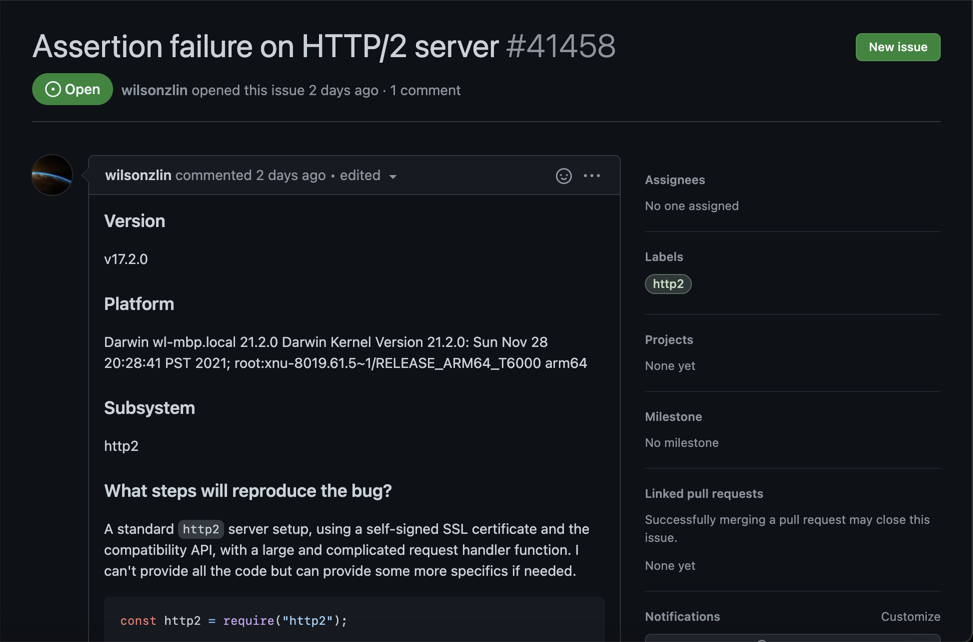 Assertion failure on HTTP/2 server #41458
New issue
Open
wilsonzlin opened this issue 2 days ago · 1 comment
wilsonzlin commented 2 days ago • edited
Version
v17.2.0
Platform
Darwin wl-mbp.local 21.2.0 Darwin Kernel Version 21.2.0: Sun Nov 28
20:28:41 PST 2021; root:xnu-8019.61.5~1/RELEASE_ARM64_T6000 arm64
Subsystem
http2
What steps will reproduce the bug?
A standard http2 server setup, using a self-signed SSL certificate and the
compatibility API, with a large and complicated request handler function. I
can't provide all the code but can provide some more specifics if needed.
const http2 = require("http2");
Assignees
No one assigned
Labels
http2
Projects
None yet
Milestone
No milestone
Linked pull requests
Successfully merging a pull request may close this
issue.
None yet
Notifications
Customize